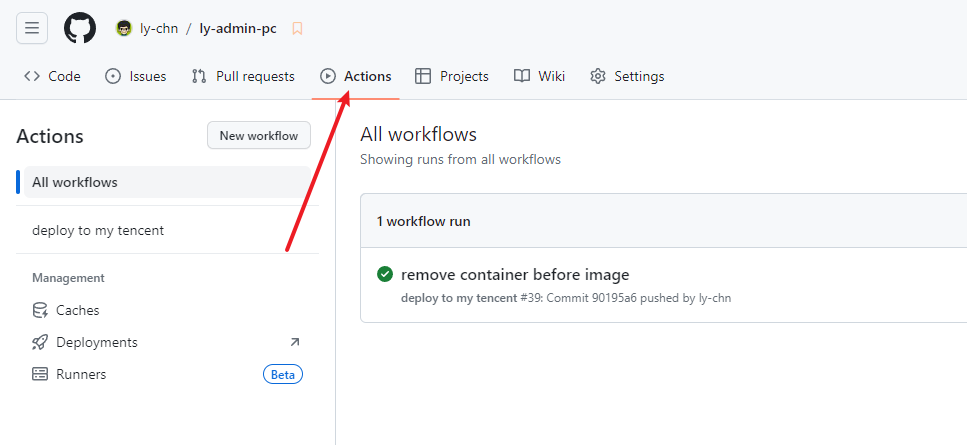 ly-chn / ly-admin-pc
Code Issues Pull requests Actions Projects Wiki Settings
Actions
New workflow
All workflows
deploy to my tencent
Management
Caches
Deployments
Runners
Beta
All workflows
Showing runs from all workflows
1 workflow run
remove container before image
deploy to my tencent #39: Commit 90195a6 pushed by ly-chn